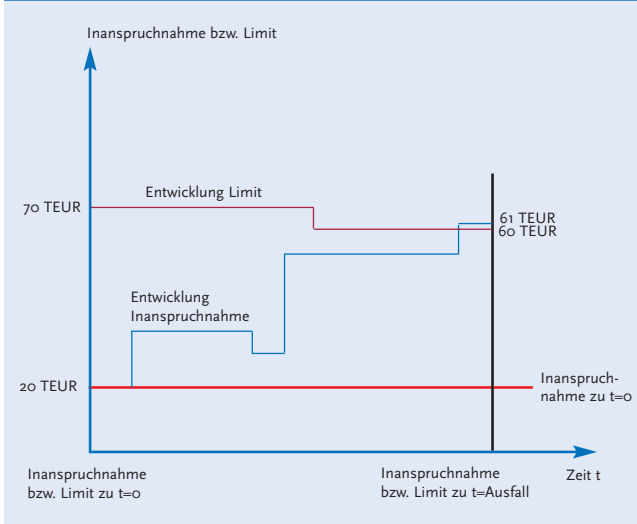 Inanspruchnahme bzw. Limit
Entwicklung Limit
70 TEUR
61 TEUR
60 TEUR
Entwicklung
Inanspruchnahme
20 TEUR
Inanspruch-
nahme zu t=0
Inanspruchnahme
bzw. Limit zu t=0
Inanspruchnahme
bzw. Limit zu t=Ausfall
Zeit t